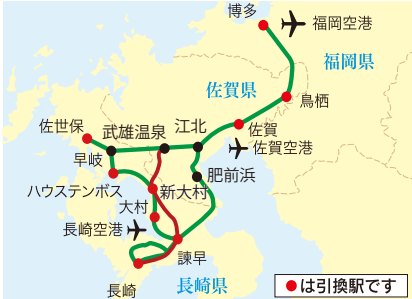 博多
福岡空港
福岡県
佐賀県
鳥栖
佐世保
武雄温泉
江北
佐賀
佐賀空港
早岐
肥前浜
ハウステンボス
新大村
大村
長崎空港
諫早
長崎県
長崎
●は引換駅です